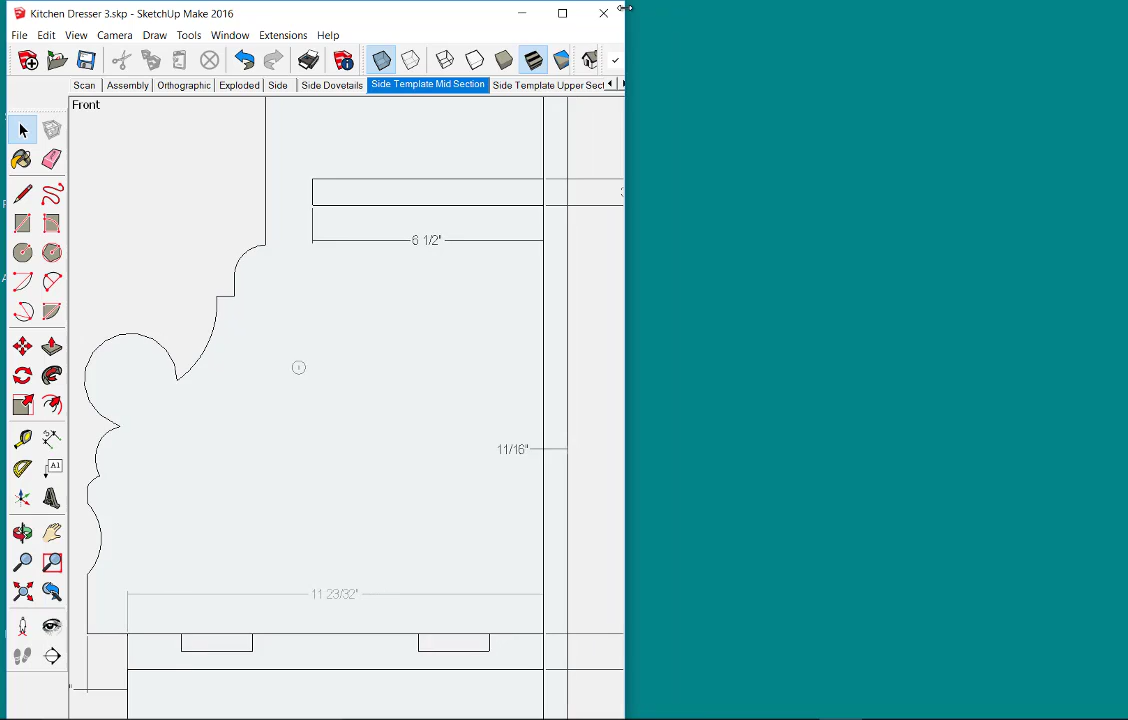 Kitchen Dresser 3.skp - SketchUp Make 2016
File Edit View Camera Draw Tools Window Extensions Help
Scan Assembly Orthographic Exploded Side Side Dovetails Side Template Mid Section Side Template Upper Sect
Front
6 1/2"
A1
11/16"
11 23/32"